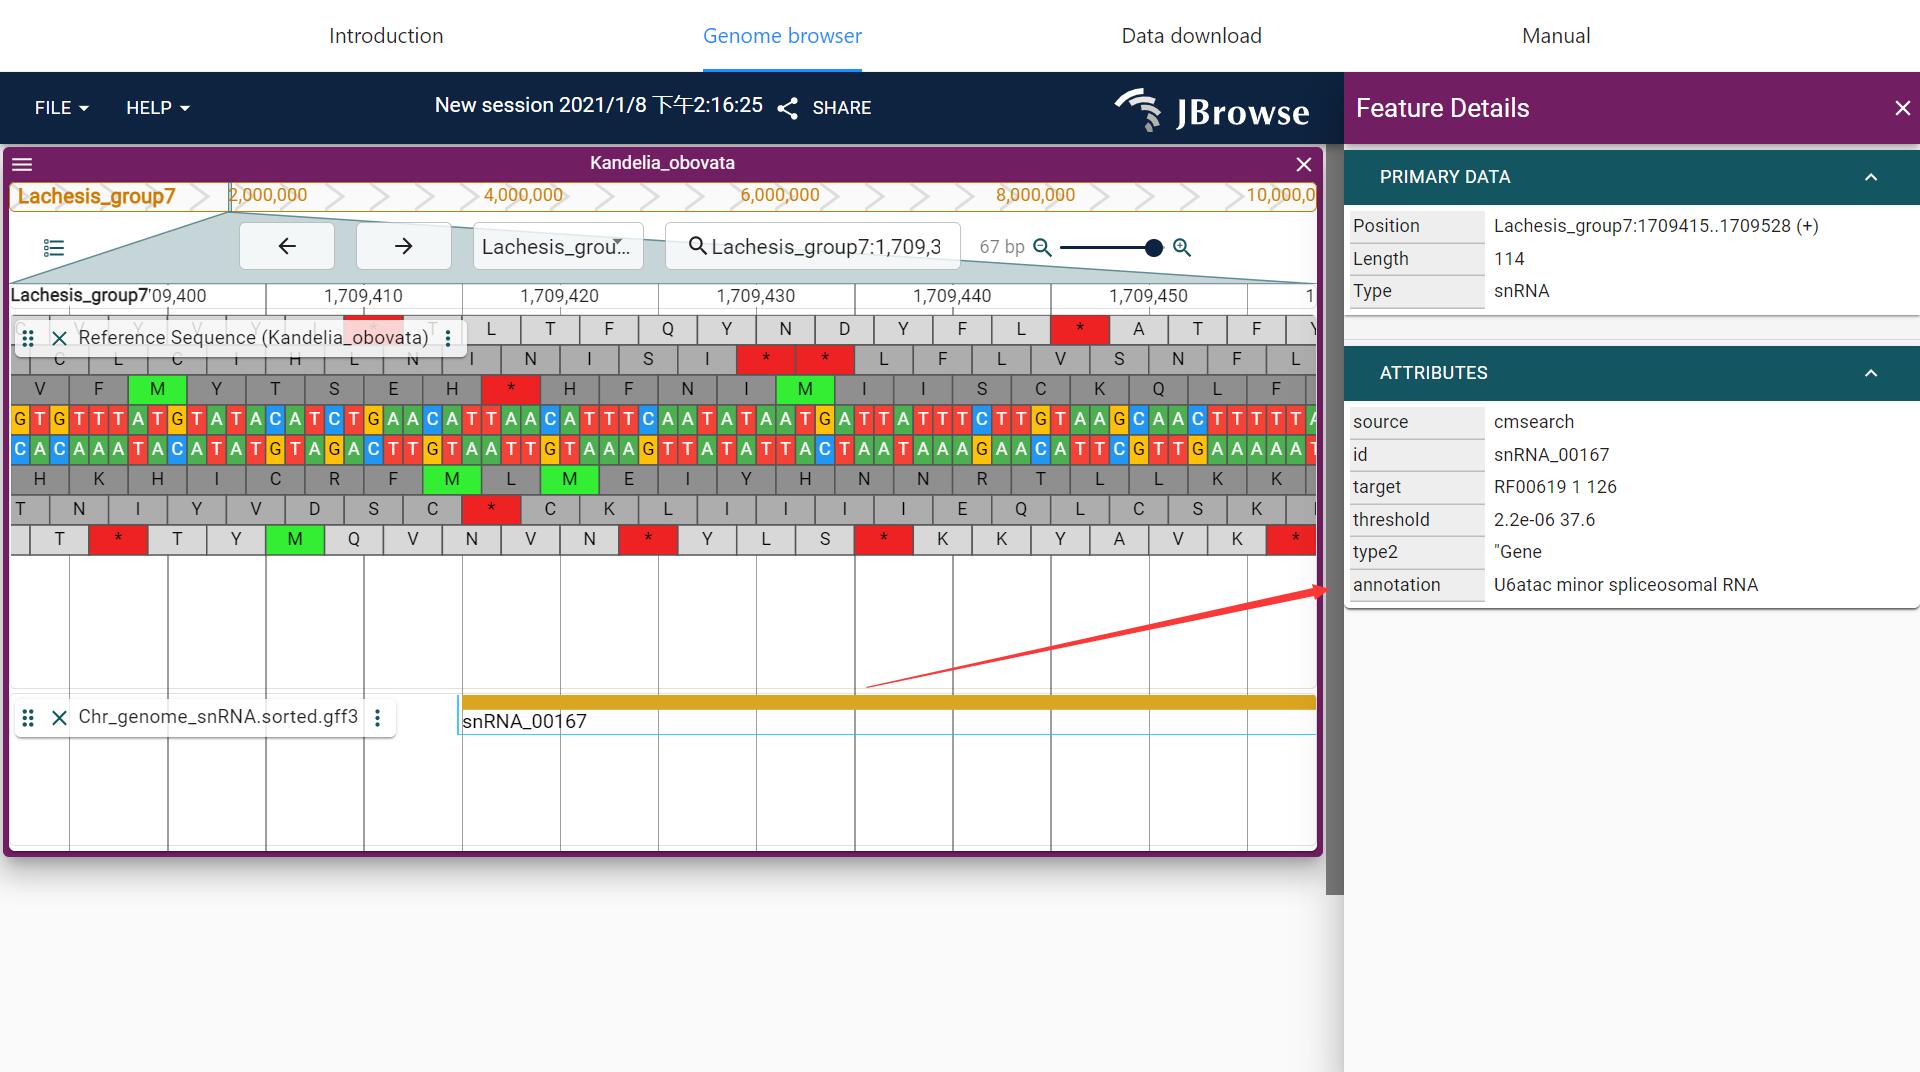 Introduction Genome browser Data download Manual
FILE HELP New session 2021/1/8 下午2:16:25 SHARE JBrowse
Feature Details
Kandelia_obovata
Lachesis_group7 2,000,000 4,000,000 6,000,000 8,000,000 10,000,0
Lachesis_grou... Lachesis_group7:1,709,3 67 bp
Lachesis_group7 '09,400 1,709,410 1,709,420 1,709,430 1,709,440 1,709,450 1
Reference Sequence (Kandelia_obovata)
L T F Q Y N D Y F L * A T F Y
C L C I H L N I N I S I * * L F L V S N F L
V F M Y T S E H * H F N I M I I S C K Q L F
G T G T T T A T G T A T A C A T C T G A A C A T T A A C A T T T C A A T A T A A T G A T T A T T T C T T G T A A G C A A C T T T T T A
C A C A A A T A C A T A T G T A G A C T T G T A A T T G T A A A G T T A T A T T A C T A A T A A A G A A C A T T C G T T G A A A A A T
H K H I C R F M L M E I Y H N N R T L L K K
T N I Y V D S C * C K L I I I I E Q L C S K
T * T Y M Q V N V N * Y L S * K K Y A V K *
Chr_genome_snRNA.sorted.gff3
snRNA_00167
PRIMARY DATA
Position Lachesis_group7:1709415..1709528 (+)
Length 114
Type snRNA
ATTRIBUTES
source cmsearch
id snRNA_00167
target RF00619 1 126
threshold 2.2e-06 37.6
type2 "Gene
annotation U6atac minor spliceosomal RNA